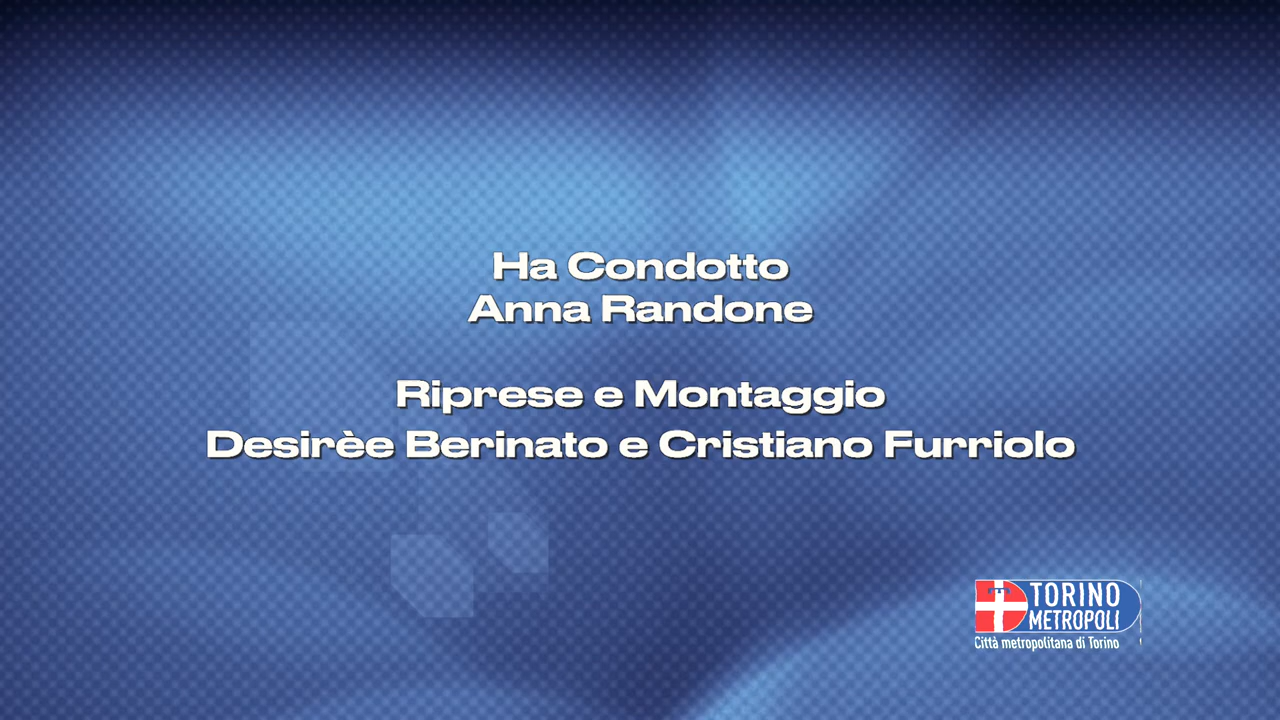 Ha Condotto
Anna Randone
Riprese e Montaggio
Desirèe Berinato e Cristiano Furriolo
TORINO
METROPOLI
Città metropolitana di Torino